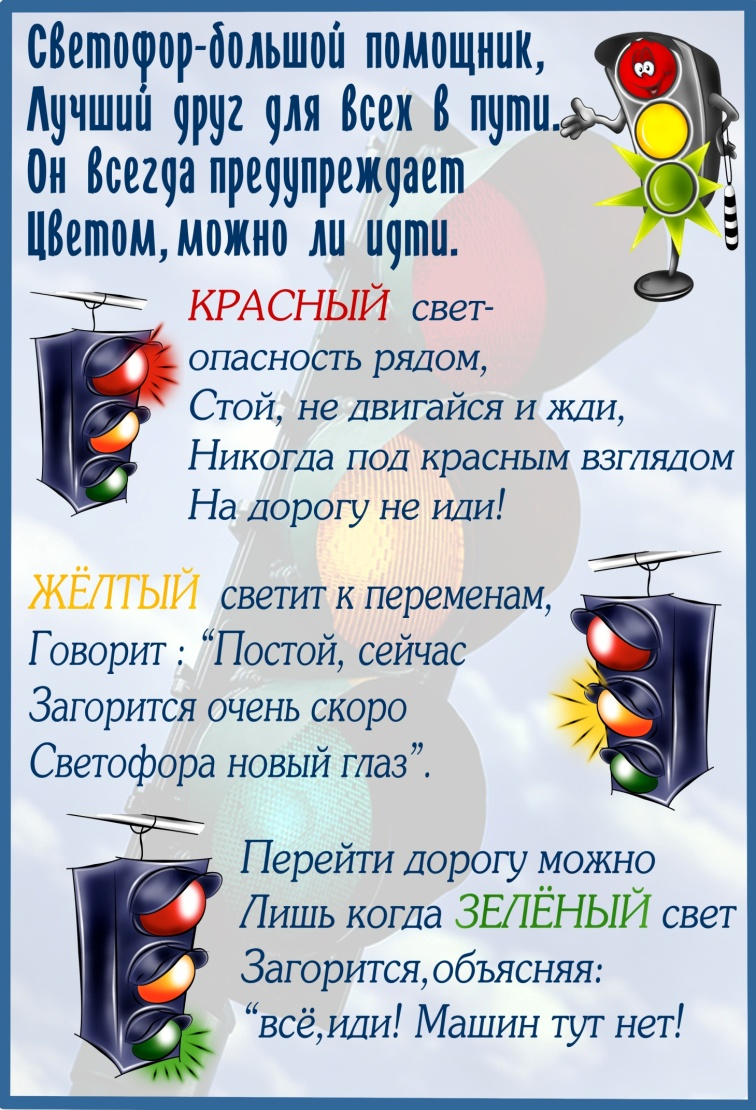 Светофор-большой помощник,
Лучший друг для всех в пути.
Он всегда предупреждает
Цветом, можно ли идти.
КРАСНЫЙ свет-
опасность рядом,
Стой, не двигайся и жди,
Никогда под красным взглядом
На дорогу не иди!
ЖЁЛТЫЙ светит к переменам,
Говорит : “Постой, сейчас
Загорится очень скоро
Светофора новый глаз”.
Перейти дорогу можно
Лишь когда ЗЕЛЁНЫЙ свет
Загорится,объясняя:
“всё,иди! Машин тут нет!